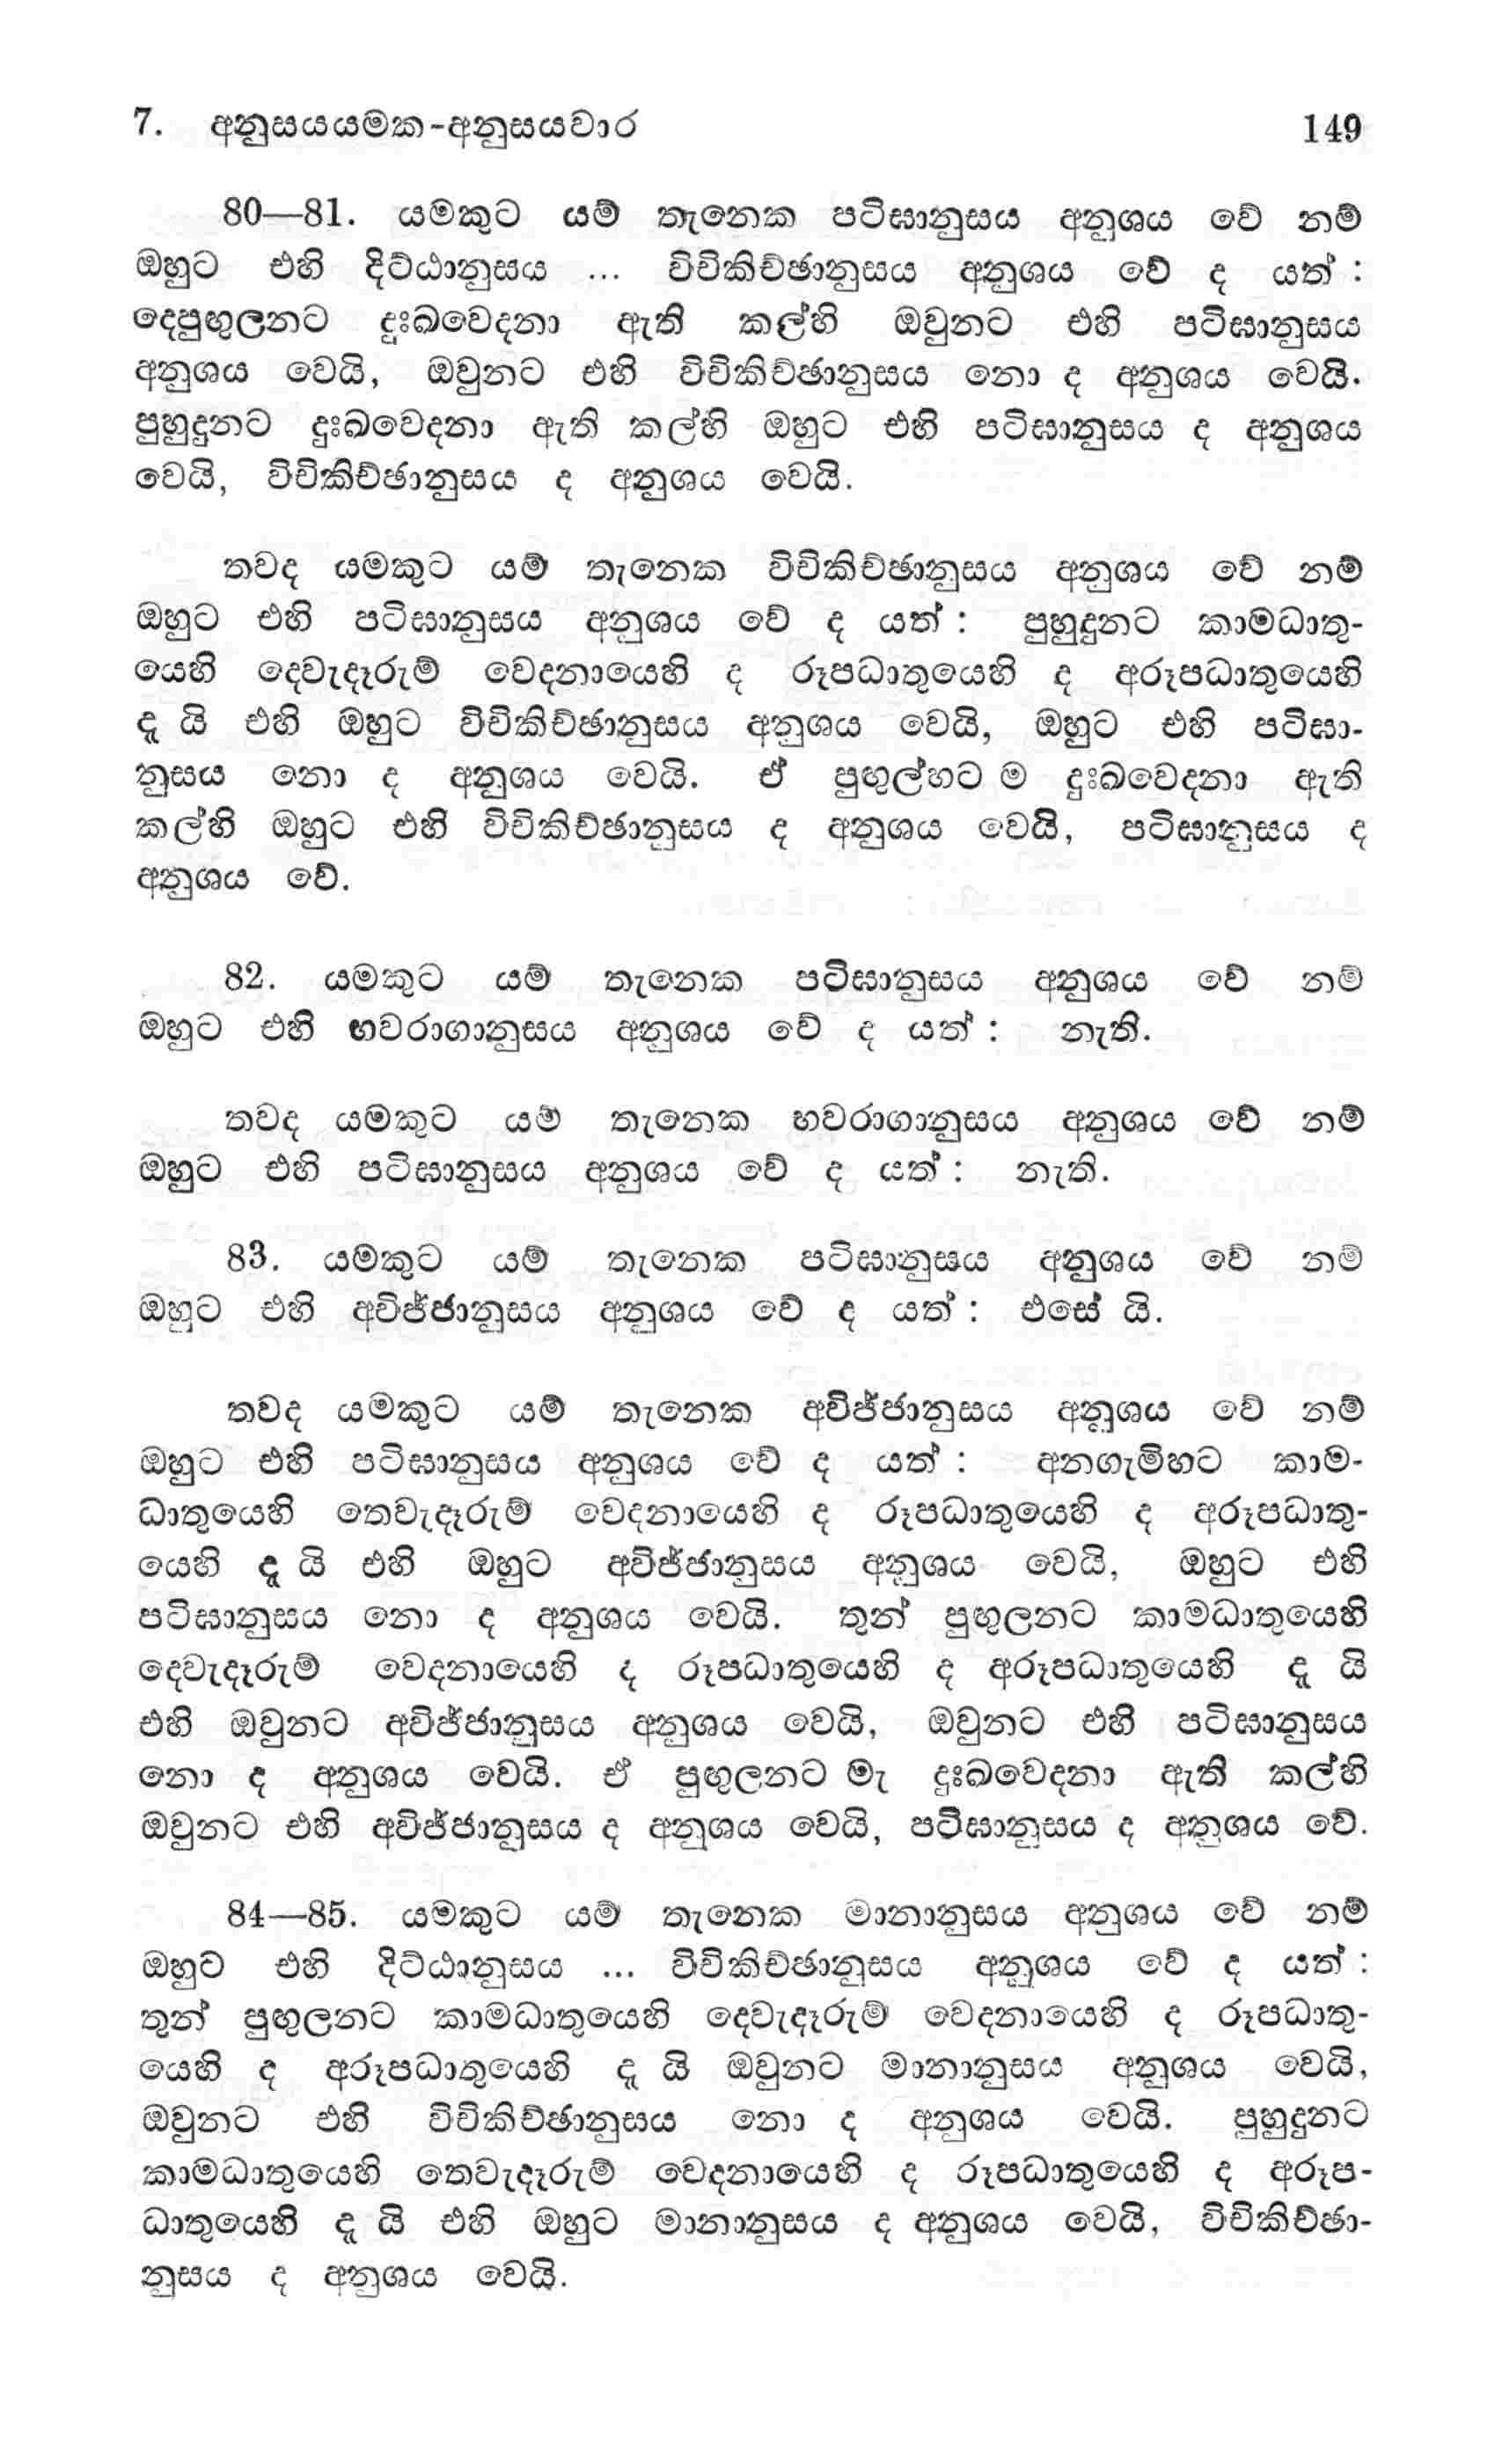 7. අනුසයයමක-අනුසයවාර 149
80—81. යමකුට යම් තැනෙක පටිඝානුසය අනුශය වේ නම්
ඔහුට එහි දිට්ඨානුසය ... විචිකිච්ඡානුසය අනුශය වේ ද යත් :
දෙපුඟුලනට දුඃඛවෙදනා ඇති කල්හි ඔවුනට එහි පටිඝානුසය
අනුශය වෙයි, ඔවුනට එහි විචිකිච්ඡානුසය නො ද අනුශය වෙයි.
පුහුදුනට දුඃඛවෙදනා ඇති කල්හි ඔහුට එහි පටිඝානුසය ද අනුශය
වෙයි, විචිකිච්ඡානුසය ද අනුශය වෙයි.
තවද යමකුට යම් තැනෙක විචිකිච්ඡානුසය අනුශය වේ නම්
ඔහුට එහි පටිඝානුසය අනුශය වේ ද යත් : පුහුදුනට කාමධාතු-
යෙහි දෙවැදෑරුම් වෙදනායෙහි ද රූපධාතුයෙහි ද අරූපධාතුයෙහි
දැ යි එහි ඔහුට විචිකිච්ඡානුසය අනුශය වෙයි, ඔහුට එහි පටිඝා-
නුසය නො ද අනුශය වෙයි. ඒ පුඟුල්හට ම දුඃඛවෙදනා ඇති
කල්හි ඔහුට එහි විචිකිච්ඡානුසය ද අනුශය වෙයි, පටිඝානුසය ද
අනුශය වේ.
82. යමකුට යම් තැනෙක පටිඝානුසය අනුශය වේ නම්
ඔහුට එහි භවරාගානුසය අනුශය වේ ද යත් : නැති.
තවද යමකුට යම් තැනෙක භවරාගානුසය අනුශය වේ නම්
ඔහුට එහි පටිඝානුසය අනුශය වේ ද යත් : නැති.
83. යමකුට යම් තැනෙක පටිඝානුසය අනුශය වේ නම්
ඔහුට එහි අවිජ්ජානුසය අනුශය වේ ද යත් : එසේ යි.
තවද යමකුට යම් තැනෙක අවිජ්ජානුසය අනුශය වේ නම්
ඔහුට එහි පටිඝානුසය අනුශය වේ ද යත් : අනගැමිහට කාම-
ධාතුයෙහි තෙවැදෑරුම් වෙදනායෙහි ද රූපධාතුයෙහි ද අරූපධාතු-
යෙහි දැ යි එහි ඔහුට අවිජ්ජානුසය අනුශය වෙයි, ඔහුට එහි
පටිඝානුසය නො ද අනුශය වෙයි. තුන් පුඟුලනට කාමධාතුයෙහි
දෙවැදෑරුම් වෙදනායෙහි ද රූපධාතුයෙහි ද අරූපධාතුයෙහි දැ යි
එහි ඔවුනට අවිජ්ජානුසය අනුශය වෙයි, ඔවුනට එහි පටිඝානුසය
නො ද අනුශය වෙයි. ඒ පුඟුලනට මැ දුඃඛවෙදනා ඇති කල්හි
ඔවුනට එහි අවිජ්ජානුසය ද අනුශය වෙයි, පටිඝානුසය ද අනුශය වේ.
84—85. යමකුට යම් තැනෙක මානානුසය අනුශය වේ නම්
ඔහුට එහි දිට්ඨානුසය ... විචිකිච්ඡානුසය අනුශය වේ ද යත් :
තුන් පුඟුලනට කාමධාතුයෙහි දෙවැදෑරුම් වෙදනායෙහි ද රූපධාතු-
යෙහි ද අරූපධාතුයෙහි දැ යි ඔවුනට මානානුසය අනුශය වෙයි,
ඔවුනට එහි විචිකිච්ඡානුසය නො ද අනුශය වෙයි. පුහුදුනට
කාමධාතුයෙහි තෙවැදෑරුම් වෙදනායෙහි ද රූපධාතුයෙහි ද අරූප-
ධාතුයෙහි දැ යි එහි ඔහුට මානානුසය ද අනුශය වෙයි, විචිකිච්ඡා-
නුසය ද අනුශය වෙයි.